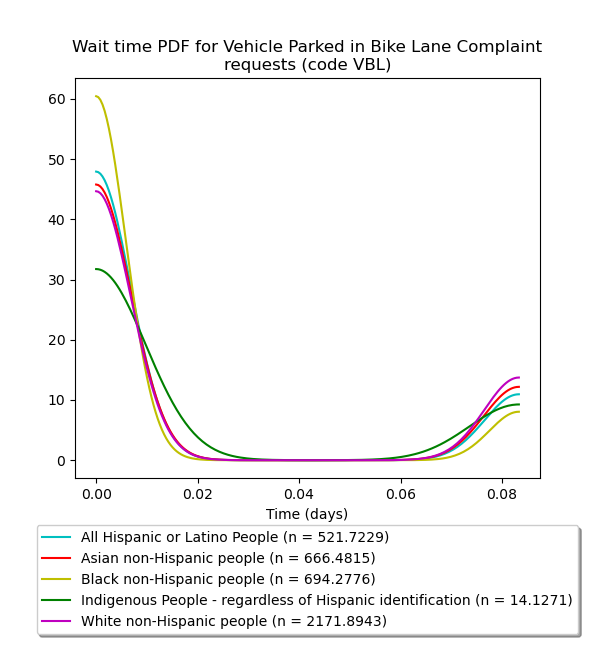 Wait time PDF for Vehicle Parked in Bike Lane Complaint
requests (code VBL)
60
50
40
30
20
10
0
0.00 0.02 0.04 0.06 0.08
Time (days)
All Hispanic or Latino People (n = 521.7229)
Asian non-Hispanic people (n = 666.4815)
Black non-Hispanic people (n = 694.2776)
Indigenous People - regardless of Hispanic identification (n = 14.1271)
White non-Hispanic people (n = 2171.8943)